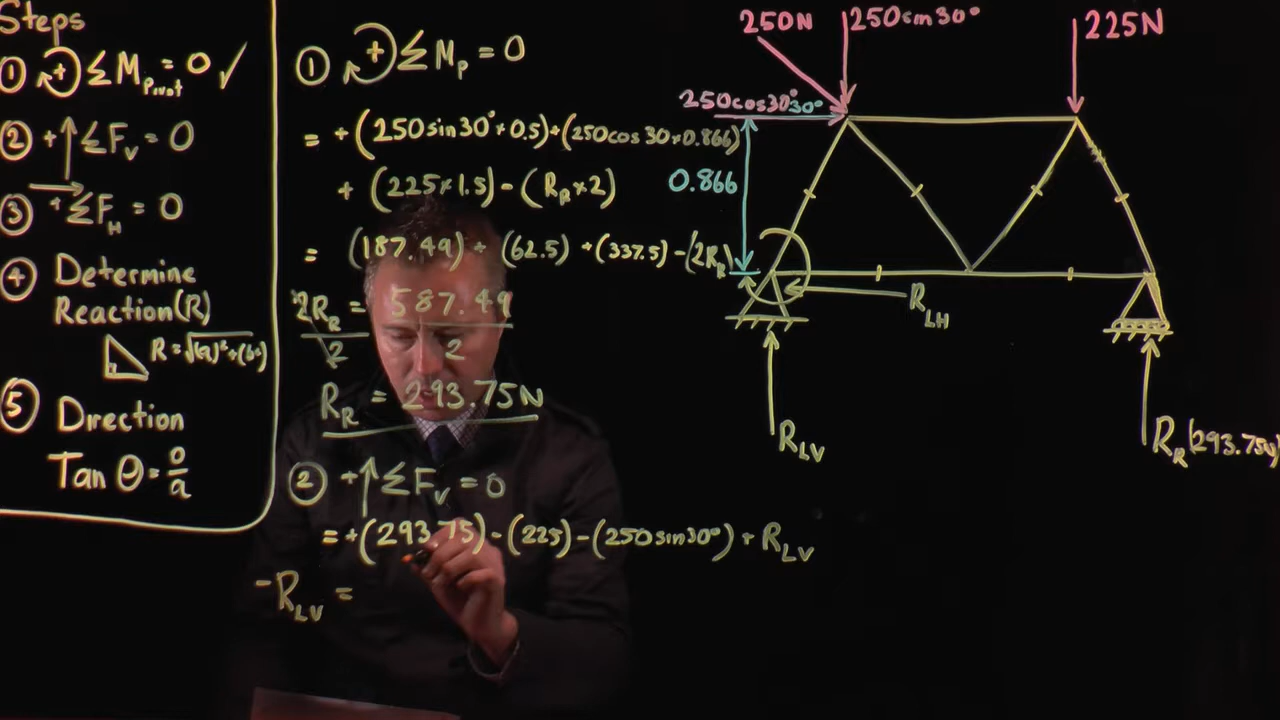 Steps
① + ΣM_Pivot = 0 ✓
② +↑ ΣF_V = 0
③ + → ΣF_H = 0
④ Determine
Reaction(R)
R = √(a)² + (b²)
⑤ Direction
Tan θ = o/a
① + ΣM_P = 0
= +(250sin30° × 0.5) + (250cos30 × 0.866)
+ (225 × 1.5) - (R_R × 2)
= (187.49) + (62.5) + (337.5) - (2R_R)
2R_R = 587.49
2 2
R_R = 293.75N
② +↑ ΣF_V = 0
= +(293.75) - (225) - (250sin30°) + R_LV
-R_LV =
250N
250sin30°
225N
250cos30°
30°
0.866
R_LH
R_LV
R_R (293.75N)